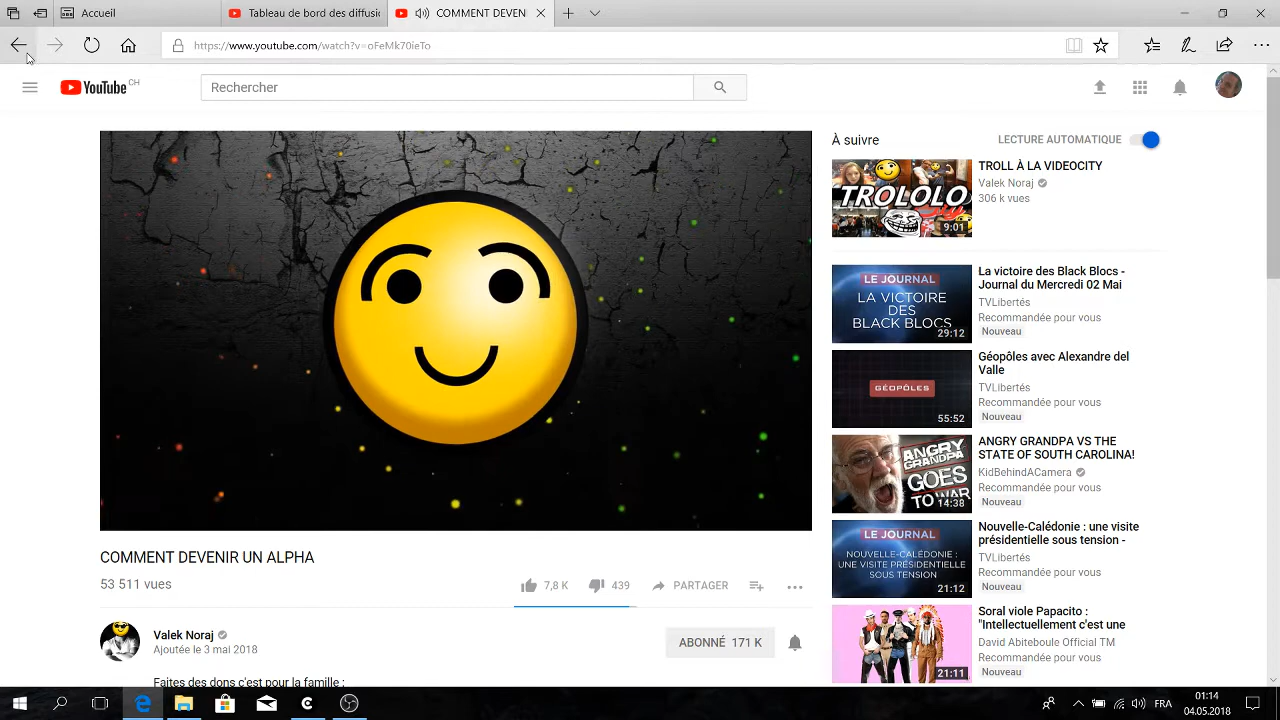 Accueil
Tableau des bord des diffusio
COMMENT DEVEN
https://www.youtube.com/watch?v=oFeMk70ieTo
YouTube CH
Rechercher
À suivre
LECTURE AUTOMATIQUE
TROLOLO
9:01
TROLL À LA VIDEOCITY
Valek Noraj
306 k vues
LE JOURNAL
LA VICTOIRE
DES
BLACK BLOCS
29:12
La victoire des Black Blocs -
Journal du Mercredi 02 Mai
TVLibertés
Recommandée pour vous
Nouveau
GÉOPÔLES
55:52
Géopôles avec Alexandre del
Valle
TVLibertés
Recommandée pour vous
Nouveau
ANGRY
GRANDPA
GOES
TO WAR
14:38
ANGRY GRANDPA VS THE
STATE OF SOUTH CAROLINA!
KidBehindACamera
Recommandée pour vous
Nouveau
LE JOURNAL
NOUVELLE-CALÉDONIE :
UNE VISITE PRÉSIDENTIELLE
SOUS TENSION
21:12
Nouvelle-Calédonie : une visite
présidentielle sous tension -
TVLibertés
Recommandée pour vous
Nouveau
21:11
Soral viole Papacito :
"Intellectuellement c'est une
David Abiteboule Official TM
Recommandée pour vous
Nouveau
COMMENT DEVENIR UN ALPHA
53 511 vues
7,8 K
439
PARTAGER
Valek Noraj
Ajoutée le 3 mai 2018
ABONNÉ 171 K
Faites des dons c'est pour la famille :
FRA
01:14
04.05.2018